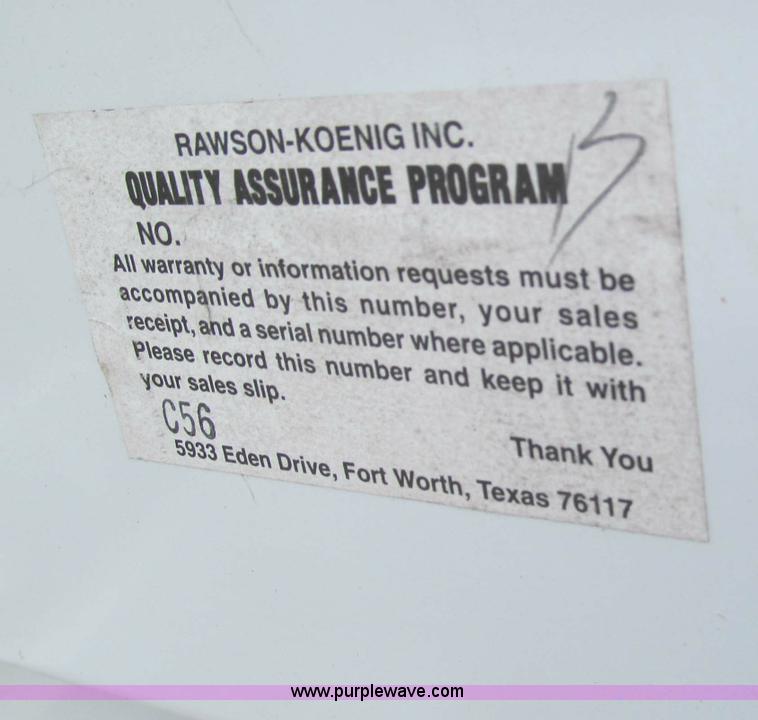 RAWSON-KOENIG INC.
QUALITY ASSURANCE PROGRAM
NO.
All warranty or information requests must be
accompanied by this number, your sales
receipt, and a serial number where applicable.
Please record this number and keep it with
your sales slip.
C56
Thank You
5933 Eden Drive, Fort Worth, Texas 76117
www.purplewave.com